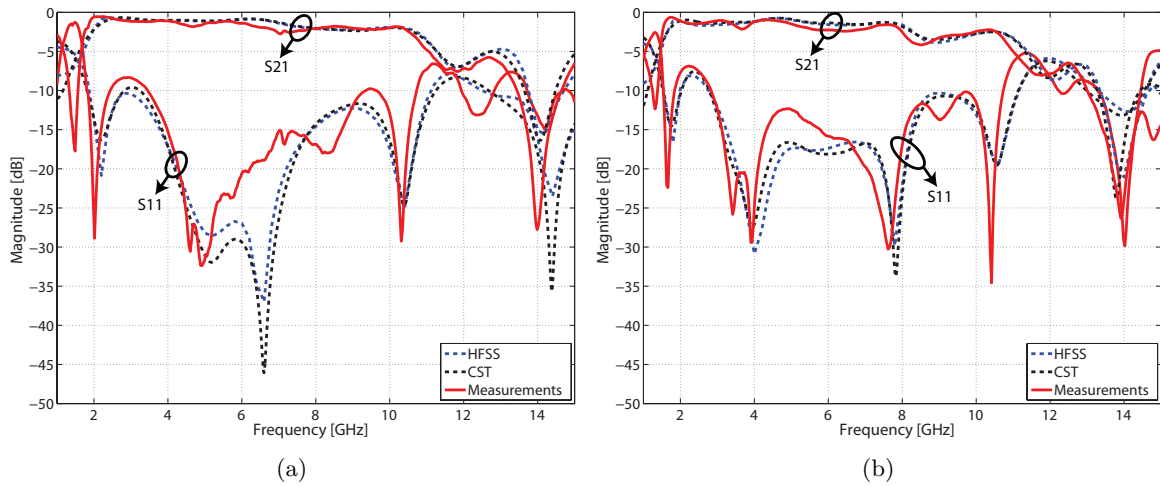 0
−5
−10
−15
−20
−25
−30
−35
−40
−45
−50
Magnitude [dB]
2
4
6
8
10
12
14
Frequency [GHz]
S21
S11
HFSS
CST
Measurements
(a)
0
−5
−10
−15
−20
−25
−30
−35
−40
−45
−50
Magnitude [dB]
2
4
6
8
10
12
14
Frequency [GHz]
S21
S11
HFSS
CST
Measurements
(b)